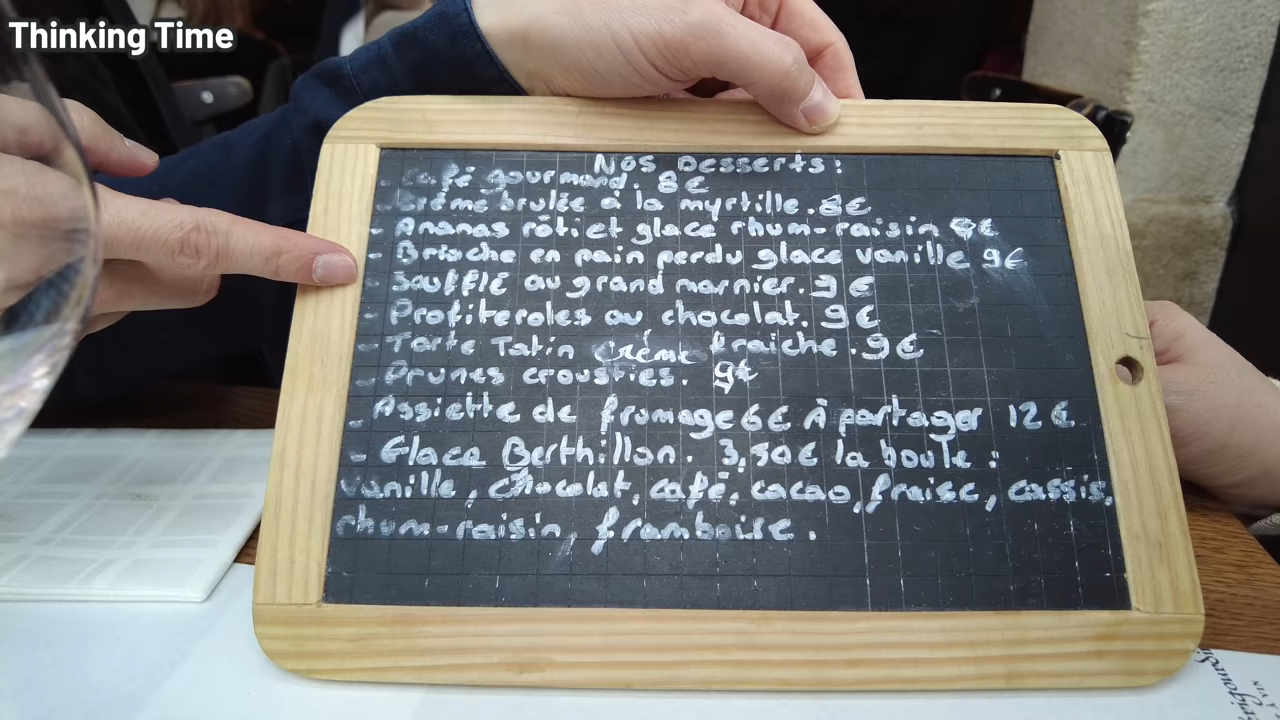 Thinking Time
Nos Desserts:
- Café gourmand. 8€
- Crème brulée à la myrtille. 8€
- Ananas rôti et glace rhum-raisin 8€
- Brioche en pain perdu glace vanille 9€
- Soufflé au grand marnier. 9€
- Profiteroles au chocolat. 9€
- Tarte Tatin crème fraiche. 9€
- Prunes crousties. 9€
- Assiette de fromage 6€ À partager 12€
- Glace Berthillon. 3,50€ la boule :
vanille, chocolat, café, cacao, fraise, cassis,
rhum-raisin, framboise.